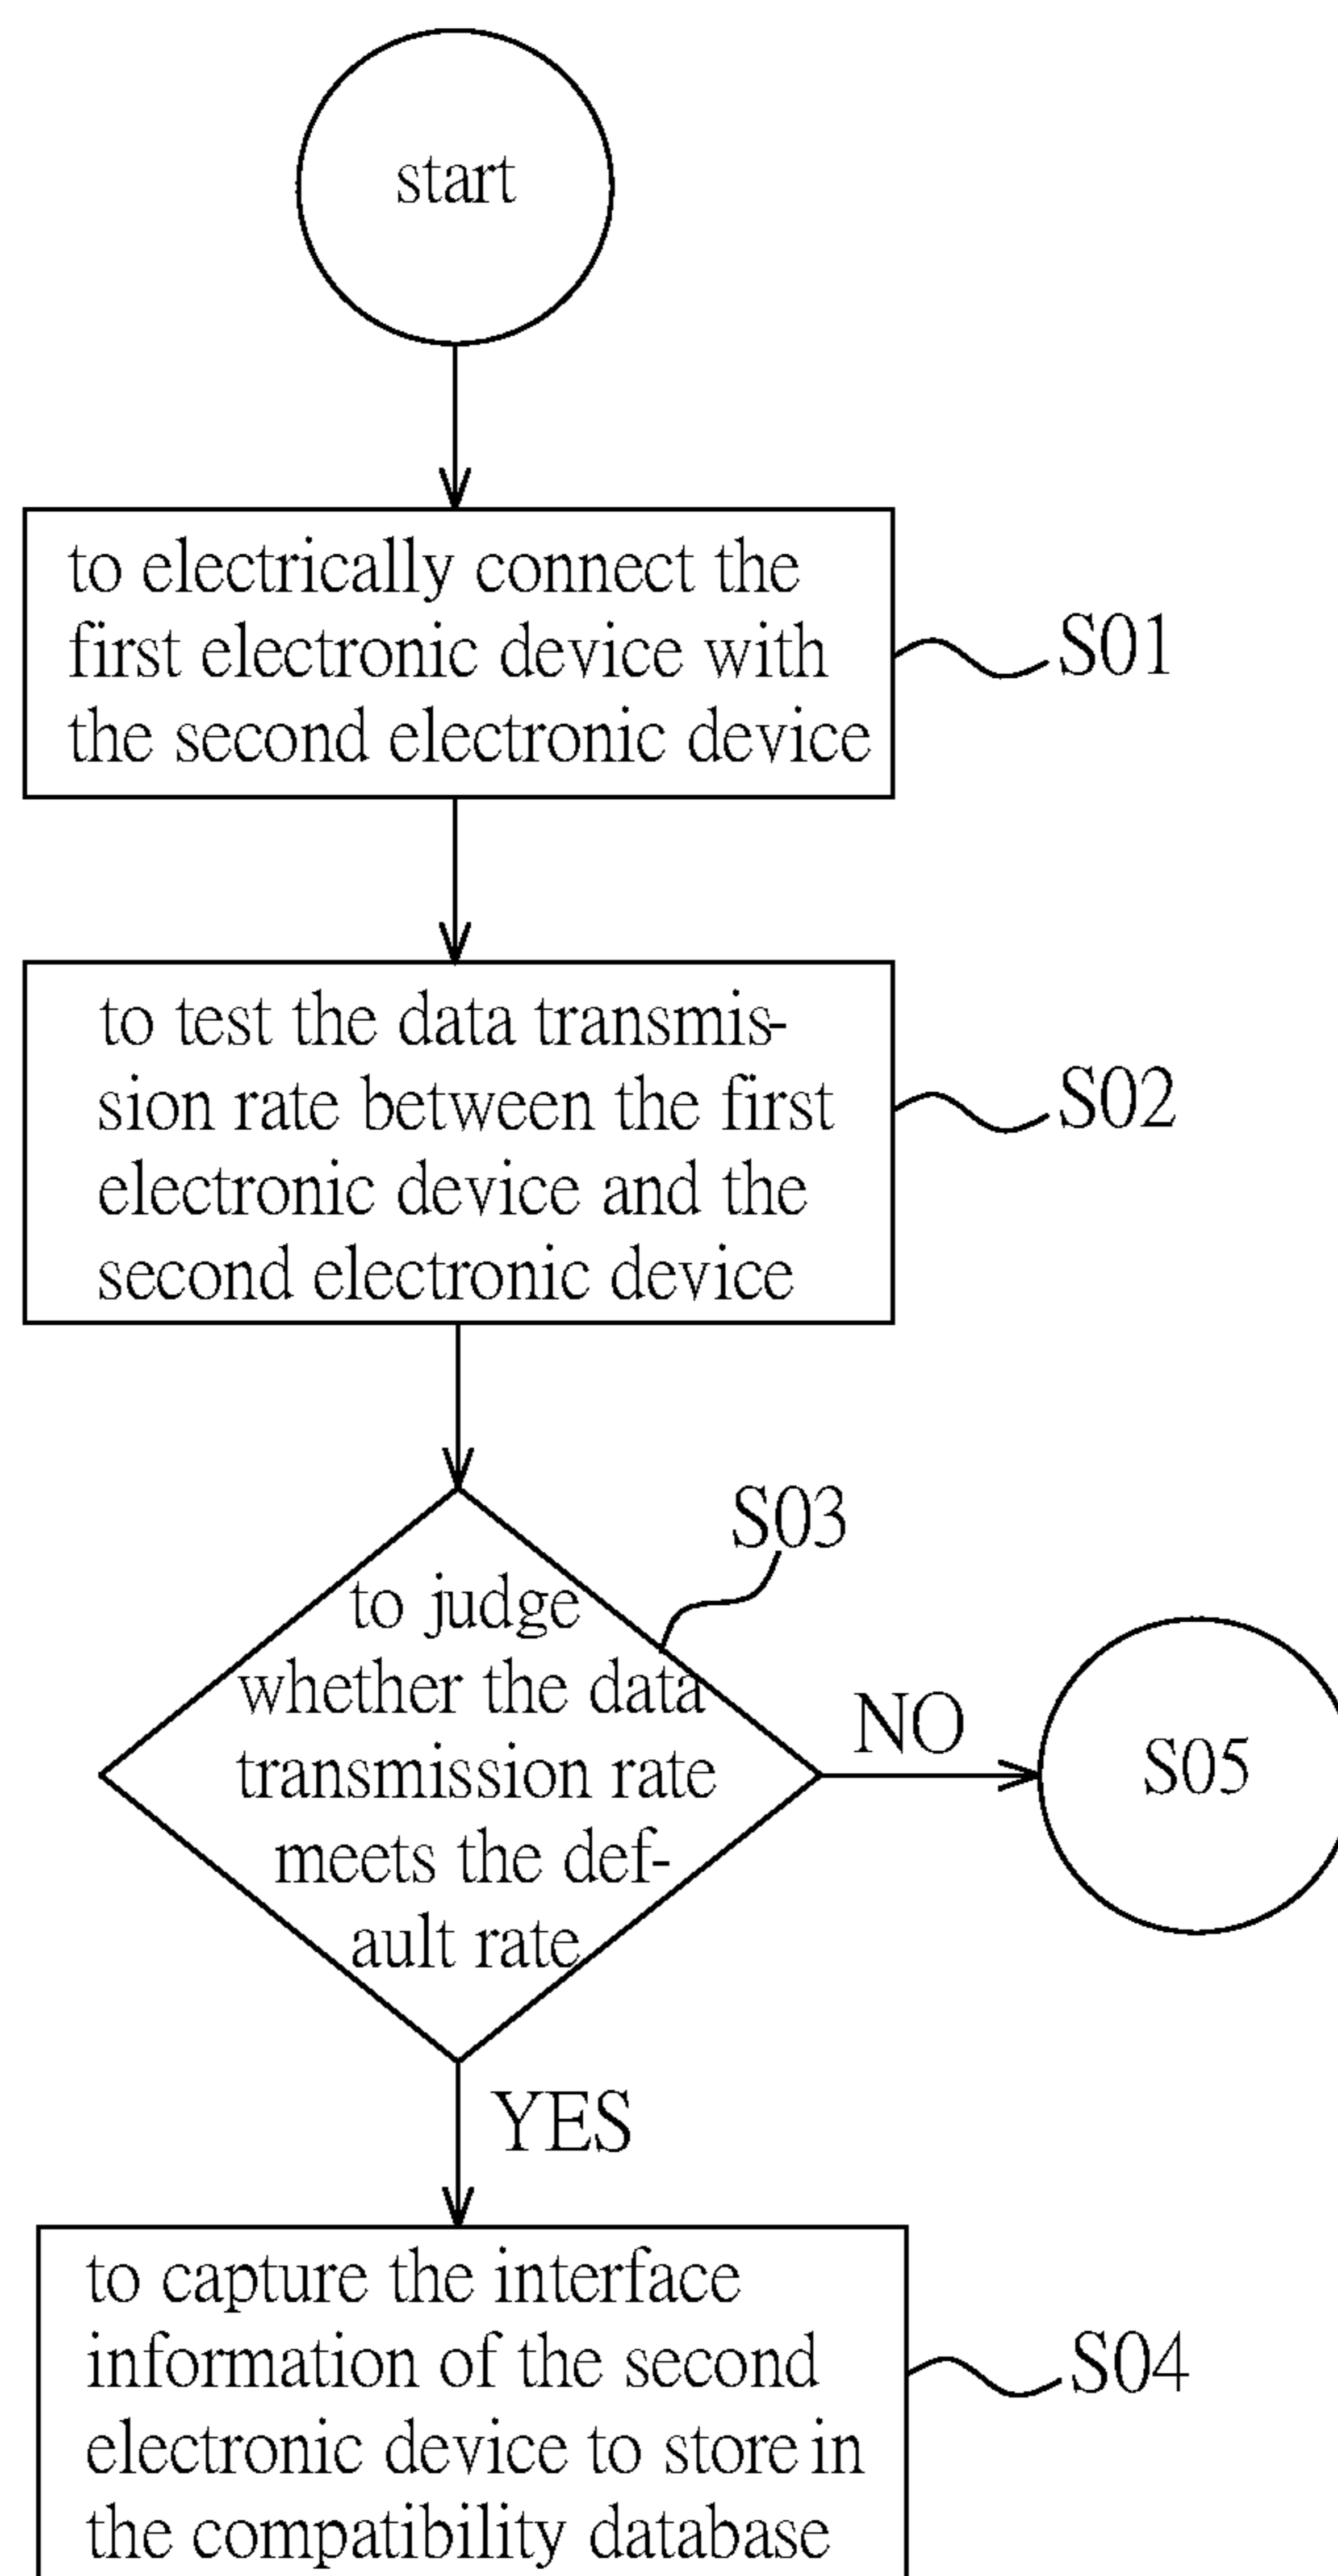 start
to electrically connect the
first electronic device with
the second electronic device
S01
to test the data transmis-
sion rate between the first
electronic device and the
second electronic device
S02
S03
to judge
whether the data
transmission rate
meets the def-
ault rate
NO
S05
YES
to capture the interface
information of the second
electronic device to store in
the compatibility database
S04